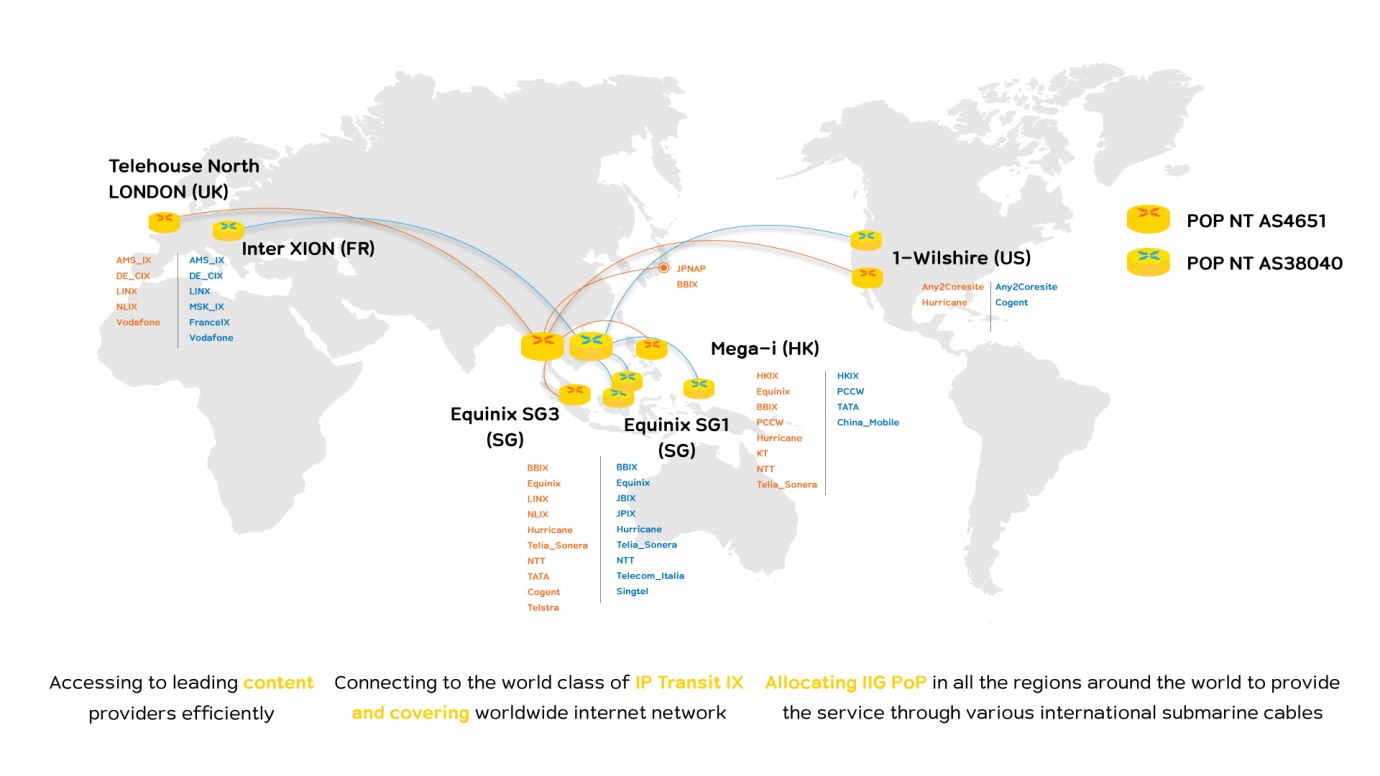 Telehouse North
LONDON (UK)
Inter XION (FR)
AMS_IX
DE_CIX
LINX
NLIX
Vodafone
AMS_IX
DE_CIX
LINX
MSK_IX
FranceIX
Vodafone
JPNAP
BBIX
1-Wilshire (US)
Any2Coresite
Hurricane
Any2Coresite
Cogent
POP NT AS4651
POP NT AS38040
Mega-i (HK)
HKIX
Equinix
BBIX
PCCW
Hurricane
KT
NTT
Telia_Sonera
HKIX
PCCW
TATA
China_Mobile
Equinix SG3
(SG)
Equinix SG1
(SG)
BBIX
Equinix
LINX
NLIX
Hurricane
Telia_Sonera
NTT
TATA
Cogent
Telstra
BBIX
Equinix
JBIX
JPIX
Hurricane
Telia_Sonera
NTT
Telecom_Italia
Singtel
Accessing to leading content
providers efficiently
Connecting to the world class of IP Transit IX
and covering worldwide internet network
Allocating IIG PoP in all the regions around the world to provide
the service through various international submarine cables